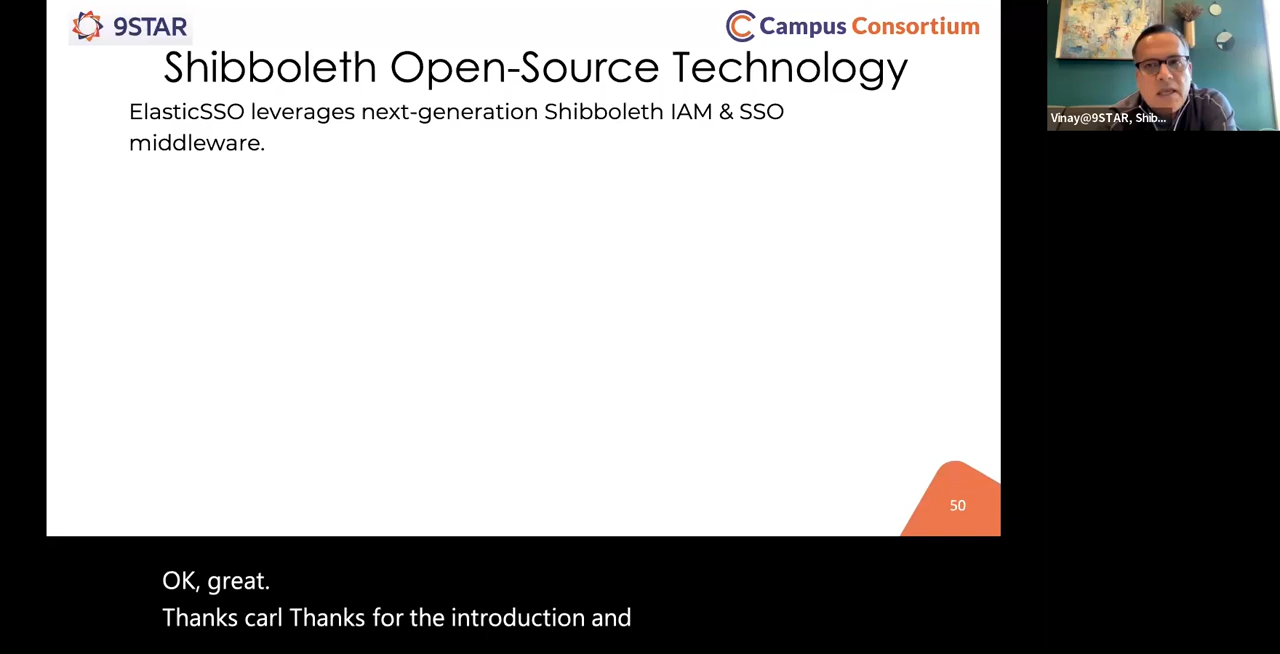 9STAR
Campus Consortium
Shibboleth Open-Source Technology
ElasticSSO leverages next-generation Shibboleth IAM & SSO
middleware.
Vinay@9STAR, Shib...
50
OK, great.
Thanks carl Thanks for the introduction and